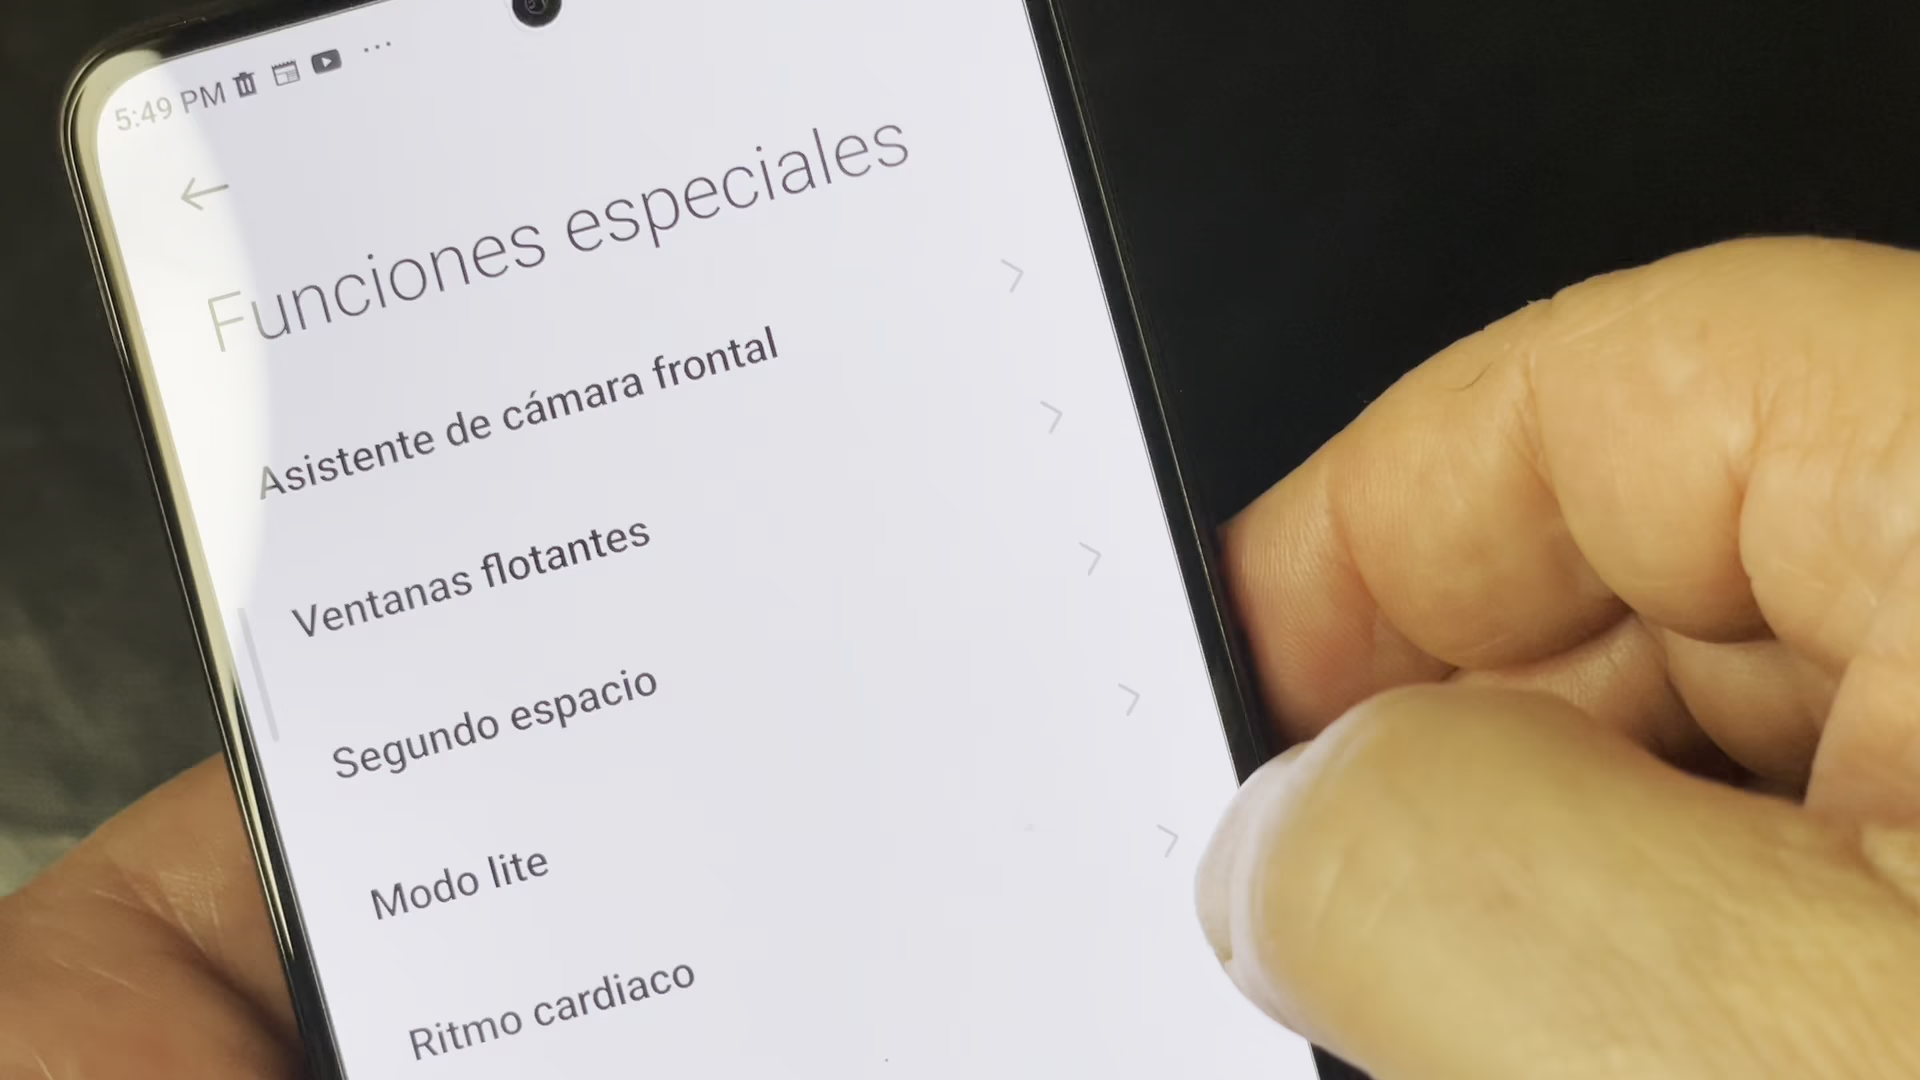 5:49 PM
Funciones especiales
Asistente de cámara frontal
Ventanas flotantes
Segundo espacio
Modo lite
Ritmo cardiaco